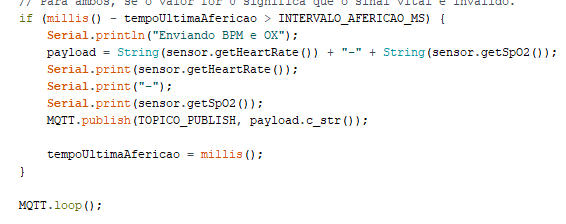 // Para ambos, se o valor for 0 significa que o sinal vital é inválido.
if (millis() - tempoUltimaAfericao > INTERVALO_AFERICAO_MS) {
Serial.println("Enviando BPM e OX");
payload = String(sensor.getHeartRate()) + "-" + String(sensor.getSpO2());
Serial.print(sensor.getHeartRate());
Serial.print("-");
Serial.print(sensor.getSpO2());
MQTT.publish(TOPICO_PUBLISH, payload.c_str());
tempoUltimaAfericao = millis();
}
MQTT.loop();